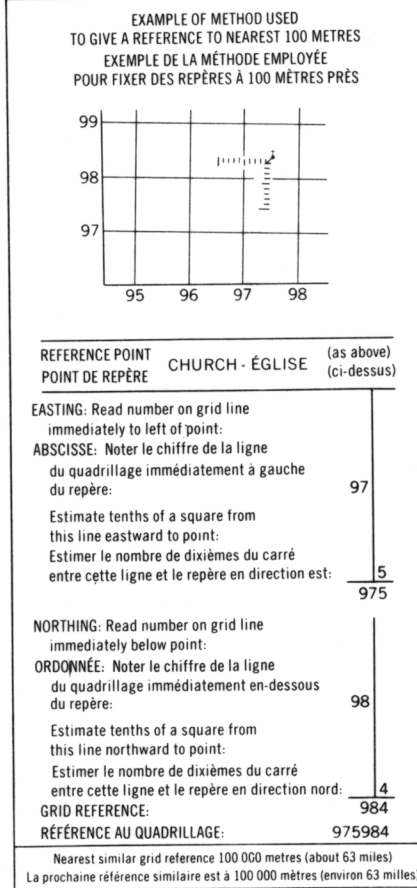 EXAMPLE OF METHOD USED
TO GIVE A REFERENCE TO NEAREST 100 METRES
EXEMPLE DE LA MÉTHODE EMPLOYÉE
POUR FIXER DES REPÈRES À 100 MÈTRES PRÈS
99
98
97
95 96 97 98
REFERENCE POINT
POINT DE REPÈRE
CHURCH - ÉGLISE
(as above)
(ci-dessus)
EASTING: Read number on grid line
immediately to left of point:
ABSCISSE: Noter le chiffre de la ligne
du quadrillage immédiatement à gauche
du repère: 97
Estimate tenths of a square from
this line eastward to point:
Estimer le nombre de dixièmes du carré
entre cette ligne et le repère en direction est: 5
975
NORTHING: Read number on grid line
immediately below point:
ORDONNÉE: Noter le chiffre de la ligne
du quadrillage immédiatement en-dessous
du repère: 98
Estimate tenths of a square from
this line northward to point:
Estimer le nombre de dixièmes du carré
entre cette ligne et le repère en direction nord: 4
GRID REFERENCE: 984
RÉFÉRENCE AU QUADRILLAGE: 975984
Nearest similar grid reference 100 000 metres (about 63 miles)
La prochaine référence similaire est à 100 000 mètres (environ 63 milles